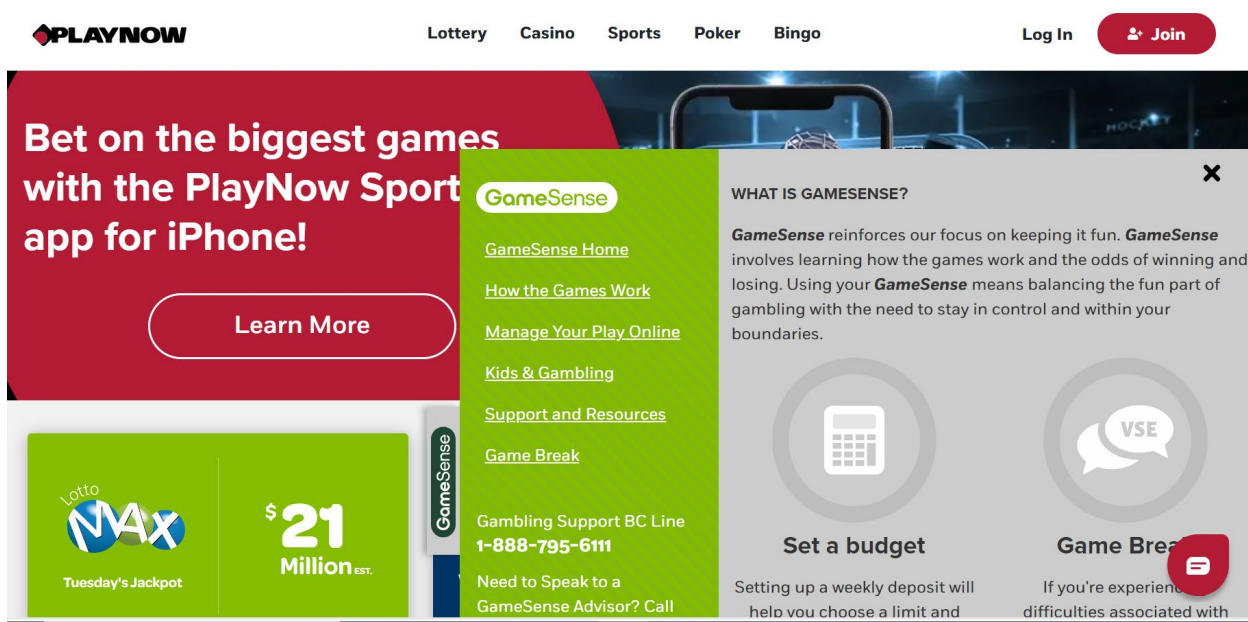 PLAYNOW
Lottery Casino Sports Poker Bingo
Log In
Join
Bet on the biggest games
with the PlayNow Sport
app for iPhone!
Learn More
HOCKEY
GameSense
GameSense Home
How the Games Work
Manage Your Play Online
Kids & Gambling
Support and Resources
Game Break
Gambling Support BC Line
1-888-795-6111
Need to Speak to a
GameSense Advisor? Call
WHAT IS GAMESENSE?
GameSense reinforces our focus on keeping it fun. GameSense
involves learning how the games work and the odds of winning and
losing. Using your GameSense means balancing the fun part of
gambling with the need to stay in control and within your
boundaries.
VSE
Set a budget
Setting up a weekly deposit will
help you choose a limit and
Game Brea
If you're experienc
difficulties associated with
GameSense
Lotto
MAX
Tuesday's Jackpot
$21
Million EST.